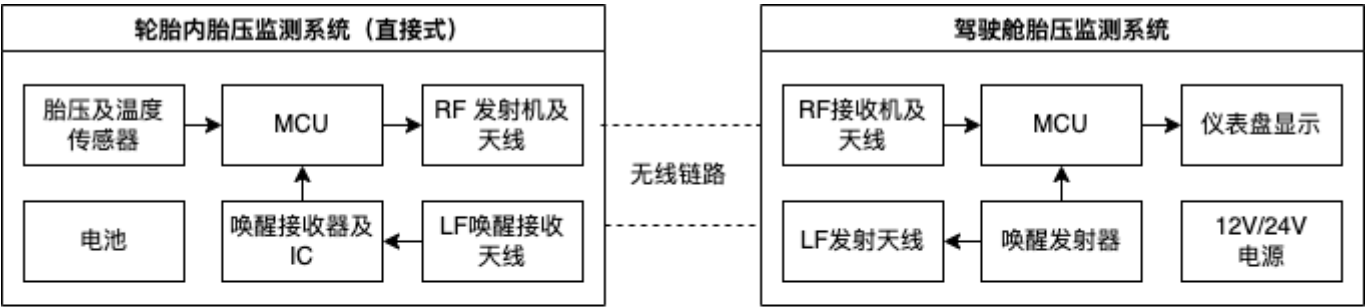 轮胎内胎压监测系统（直接式）
胎压及温度
传感器
MCU
RF 发射机及
天线
电池
唤醒接收器及
IC
LF唤醒接收
天线
无线链路
驾驶舱胎压监测系统
RF接收机及
天线
MCU
仪表盘显示
LF发射天线
唤醒发射器
12V/24V
电源